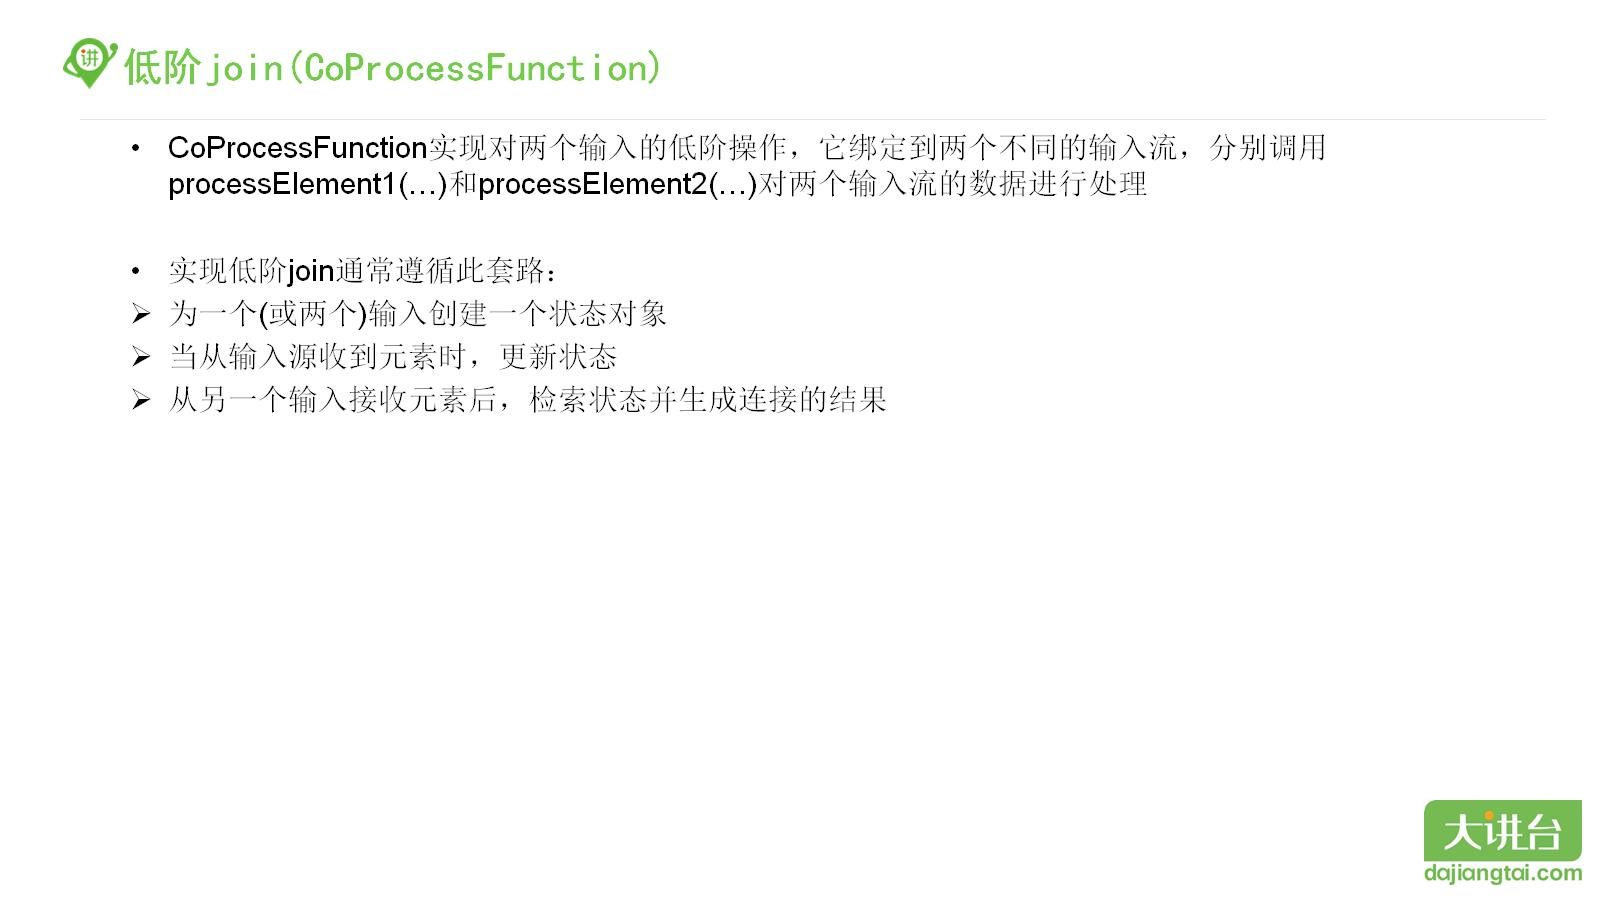 讲
低阶join(CoProcessFunction)
• CoProcessFunction实现对两个输入的低阶操作，它绑定到两个不同的输入流，分别调用
processElement1(…)和processElement2(…)对两个输入流的数据进行处理
• 实现低阶join通常遵循此套路：
➢ 为一个(或两个)输入创建一个状态对象
➢ 当从输入源收到元素时，更新状态
➢ 从另一个输入接收元素后，检索状态并生成连接的结果
大讲台
dajiangtai.com